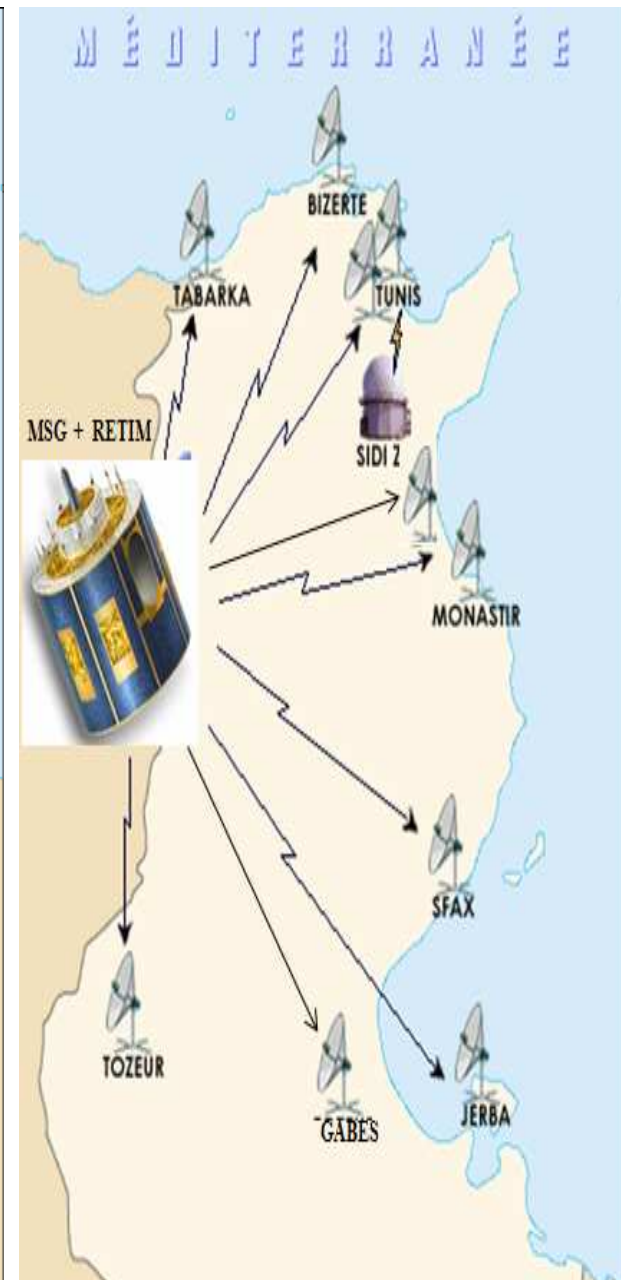 MÉDITERRANÉE
BIZERTE
TABARKA
TUNIS
MSG + RETIM
SIDI Z
MONASTIR
SFAX
TOZEUR
GABES
JERBA